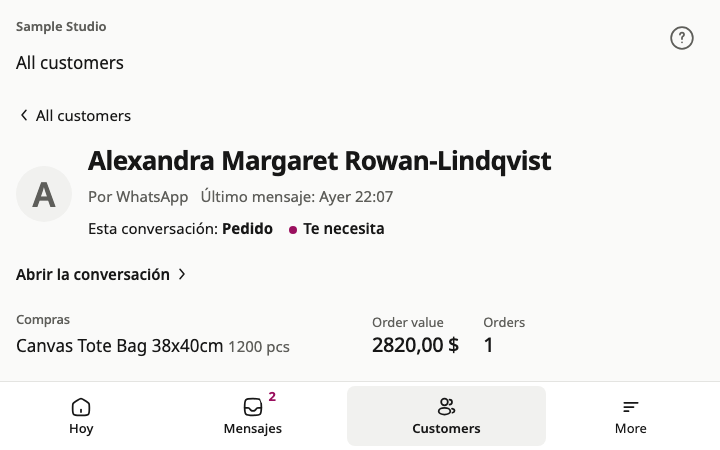 Sample Studio
All customers
All customers
A
Alexandra Margaret Rowan-Lindqvist
Por WhatsApp Último mensaje: Ayer 22:07
Esta conversación: Pedido Te necesita
Abrir la conversación
Compras
Canvas Tote Bag 38x40cm 1200 pcs
Order value
2820,00 $
Orders
1
Hoy
2
Mensajes
Customers
More